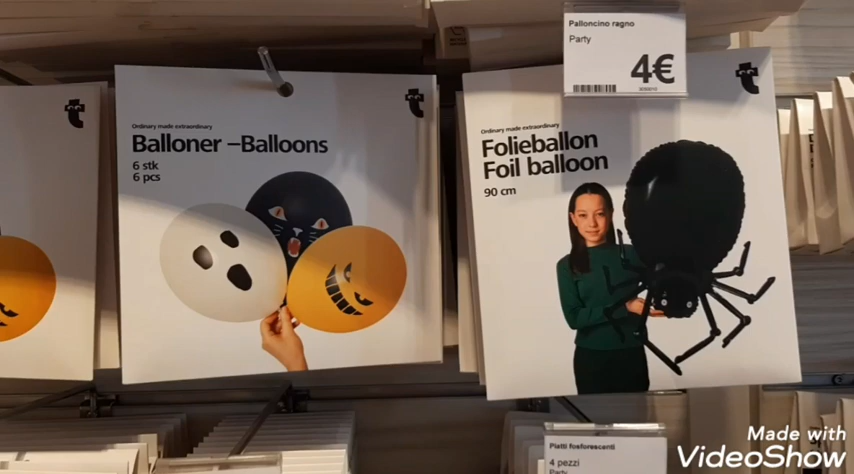 Palloncino ragno
Party
4€
Ordinary made extraordinary
Balloner –Balloons
6 stk
6 pcs
Ordinary made extraordinary
Folieballon
Foil balloon
90 cm
Piatti fosforescenti
4 pezzi
Party
Made with
VideoShow